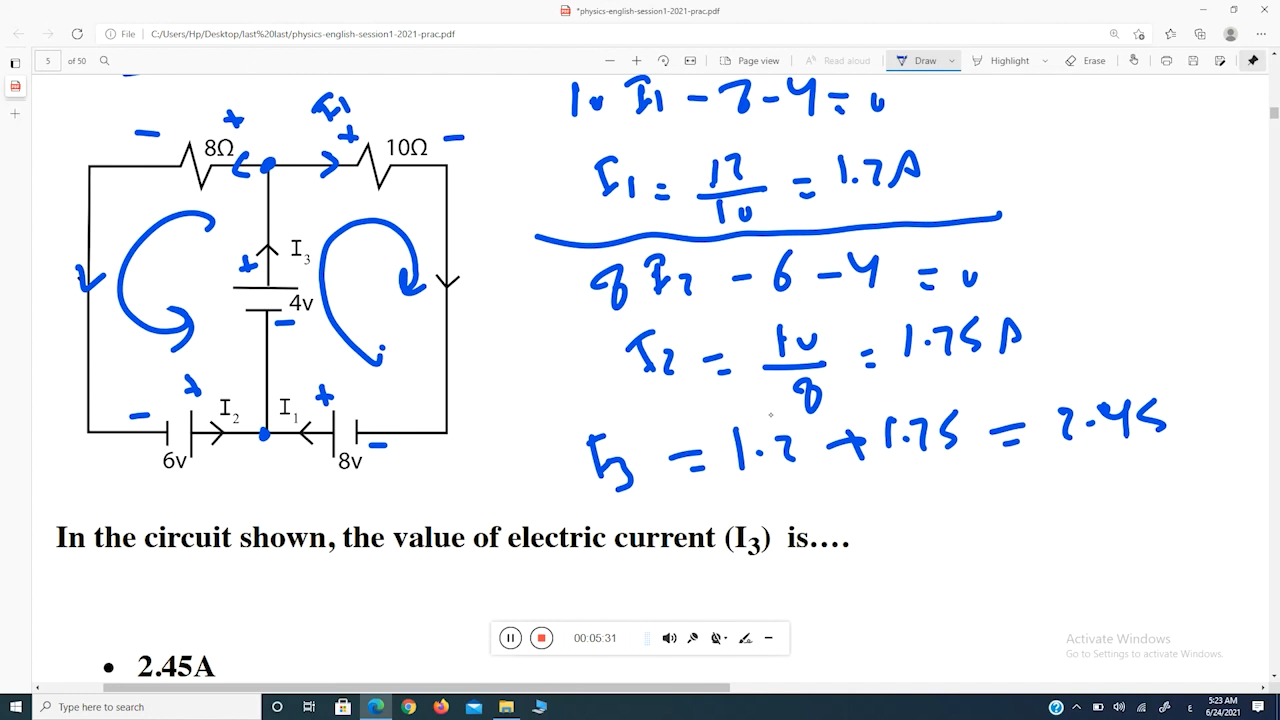 *physics-english-session1-2021-prac.pdf
File C:/Users/Hp/Desktop/last%20last/physics-english-session1-2021-prac.pdf
5 of 50 Page view Read aloud Draw Highlight Erase
10 I1 - 8 - 4 = 0
I1 = 12/10 = 1.2 A
8 I2 - 6 - 4 = 0
I2 = 10/8 = 1.25 A
I3 = 1.2 + 1.25 = 2.45
I1
- + + -
8Ω 10Ω
+ I3
4v
-
- + I2 I1 + -
6v 8v
In the circuit shown, the value of electric current (I3) is....
00:05:31
• 2.45A
Activate Windows
Go to Settings to activate Windows.
Type here to search
5:23 AM
6/24/2021